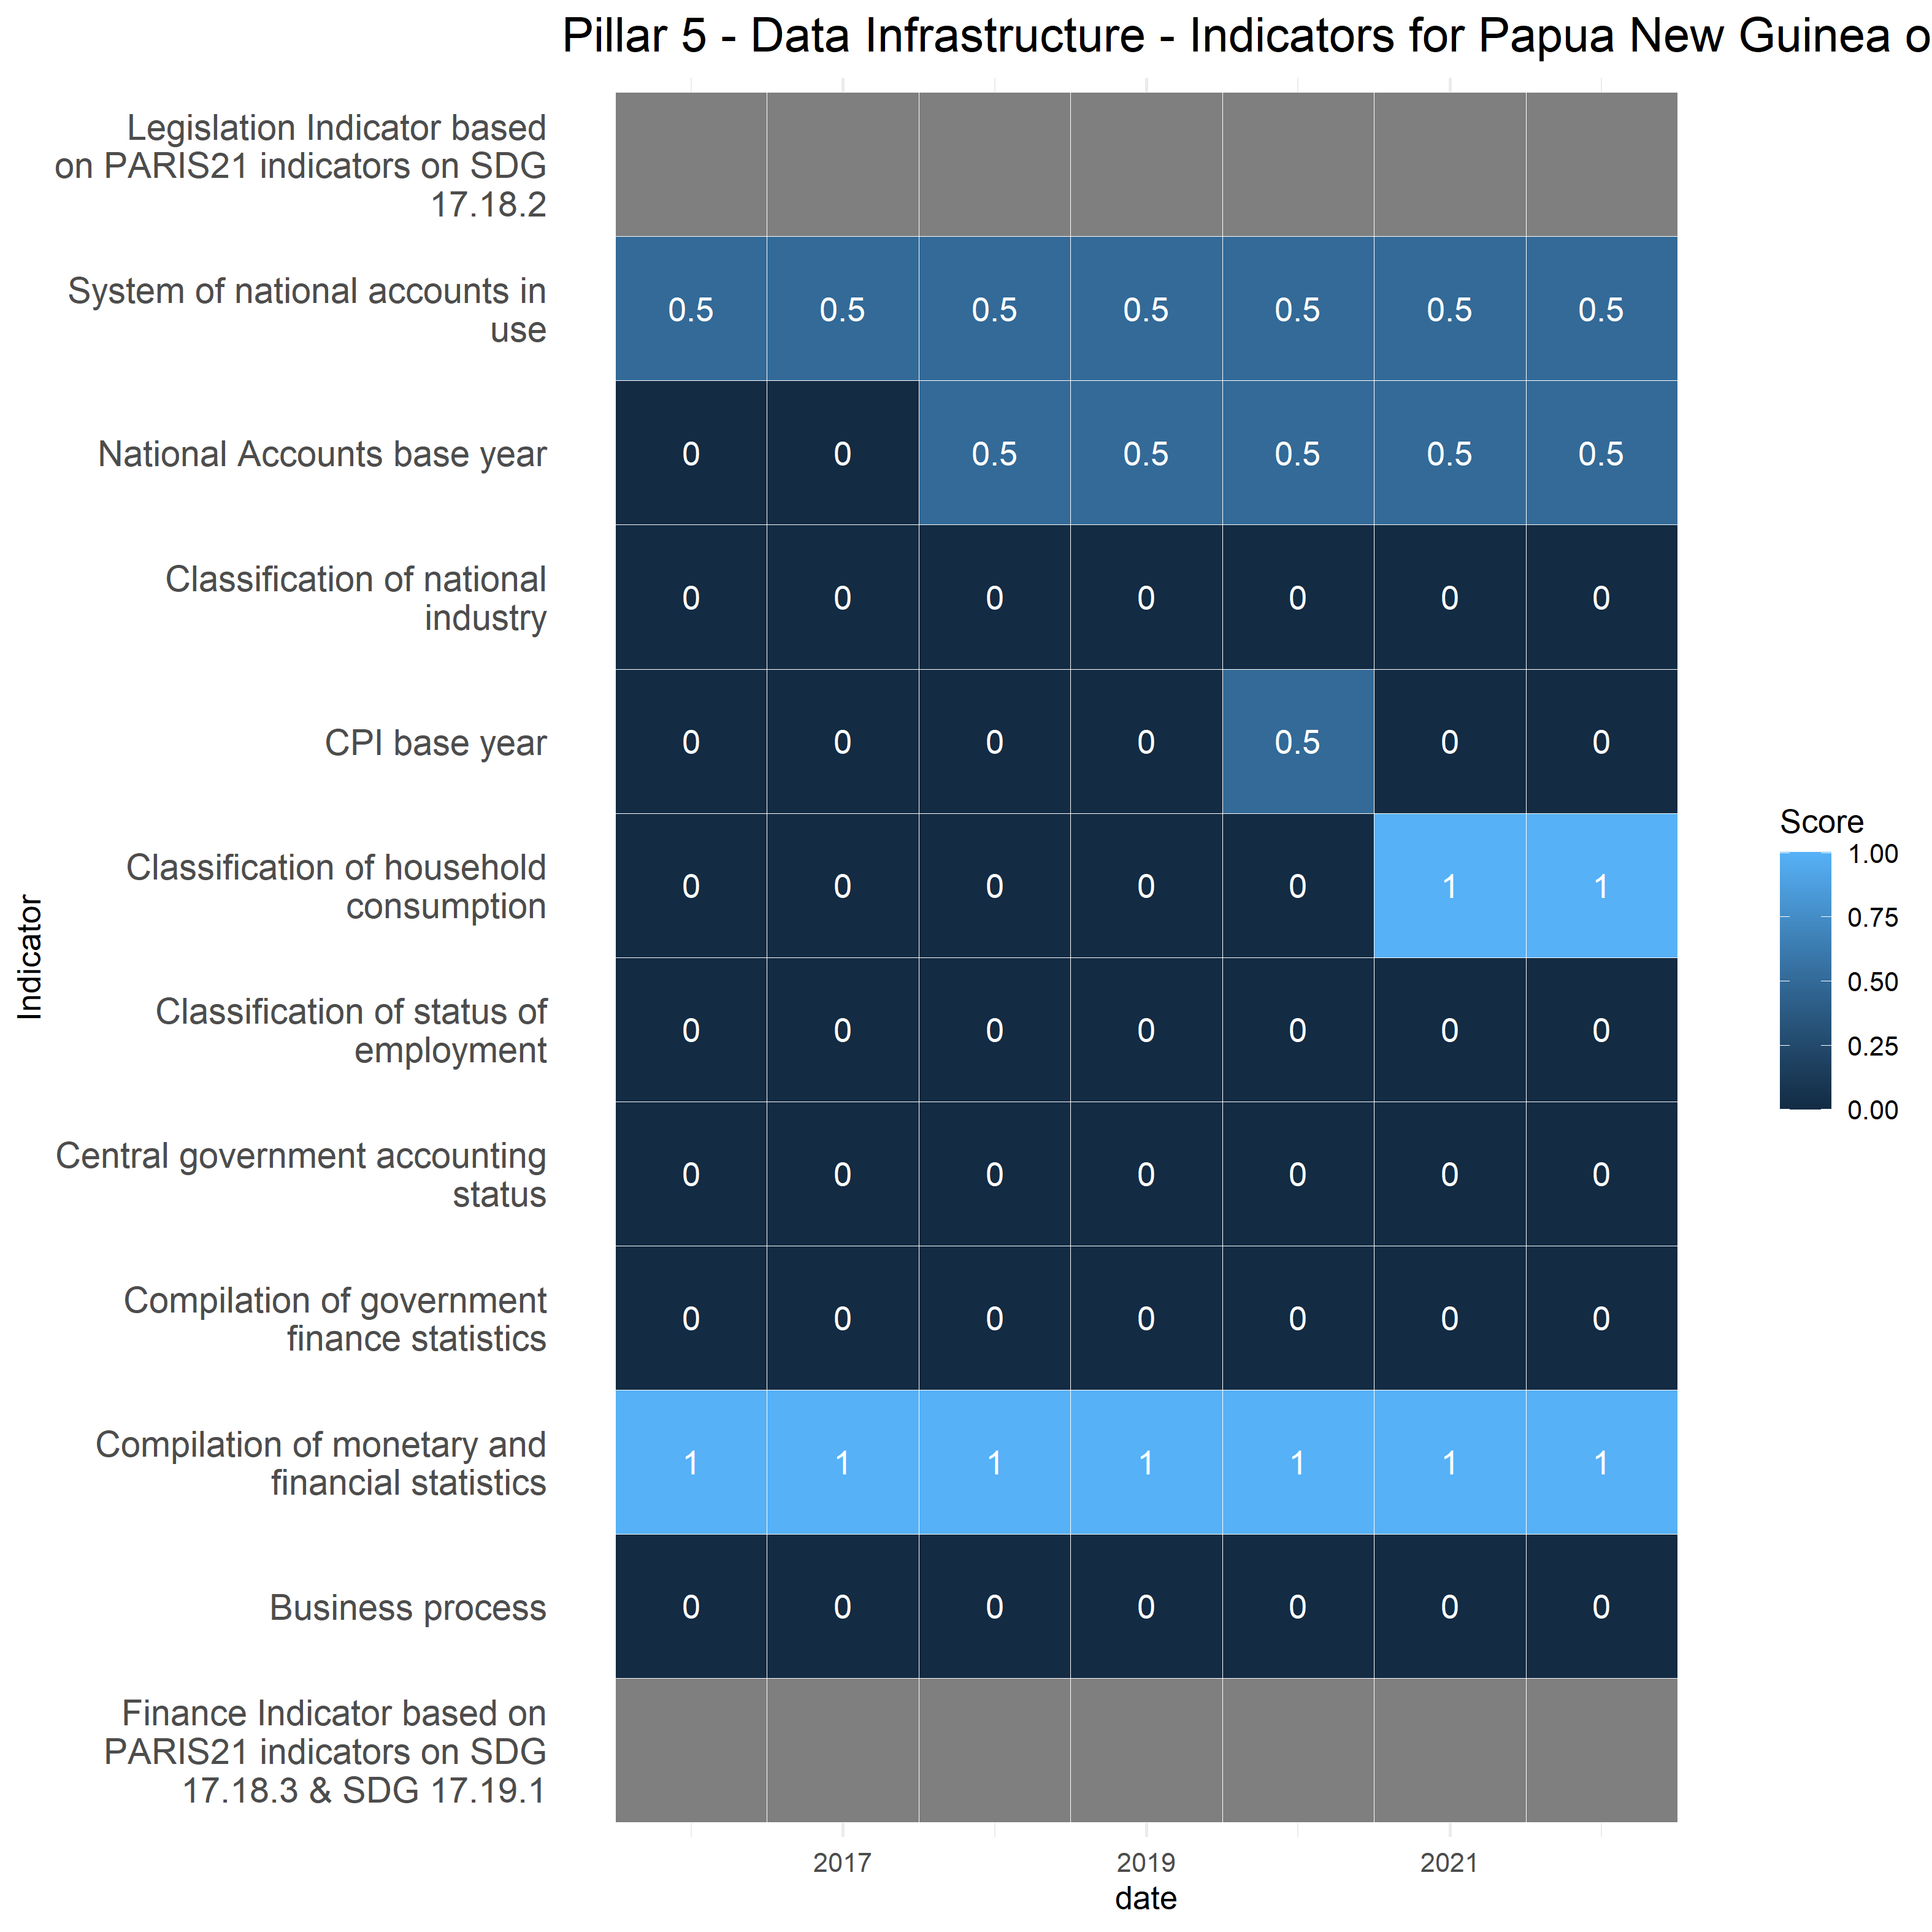 Pillar 5 - Data Infrastructure - Indicators for Papua New Guinea o
Legislation Indicator based
on PARIS21 indicators on SDG
17.18.2
System of national accounts in
use
0.5 0.5 0.5 0.5 0.5 0.5 0.5
National Accounts base year
0 0 0.5 0.5 0.5 0.5 0.5
Classification of national
industry
0 0 0 0 0 0 0
CPI base year
0 0 0 0 0.5 0 0
Classification of household
consumption
0 0 0 0 0 1 1
Classification of status of
employment
0 0 0 0 0 0 0
Central government accounting
status
0 0 0 0 0 0 0
Compilation of government
finance statistics
0 0 0 0 0 0 0
Compilation of monetary and
financial statistics
1 1 1 1 1 1 1
Business process
0 0 0 0 0 0 0
Finance Indicator based on
PARIS21 indicators on SDG
17.18.3 & SDG 17.19.1
Indicator
2017 2019 2021
date
Score
1.00
0.75
0.50
0.25
0.00